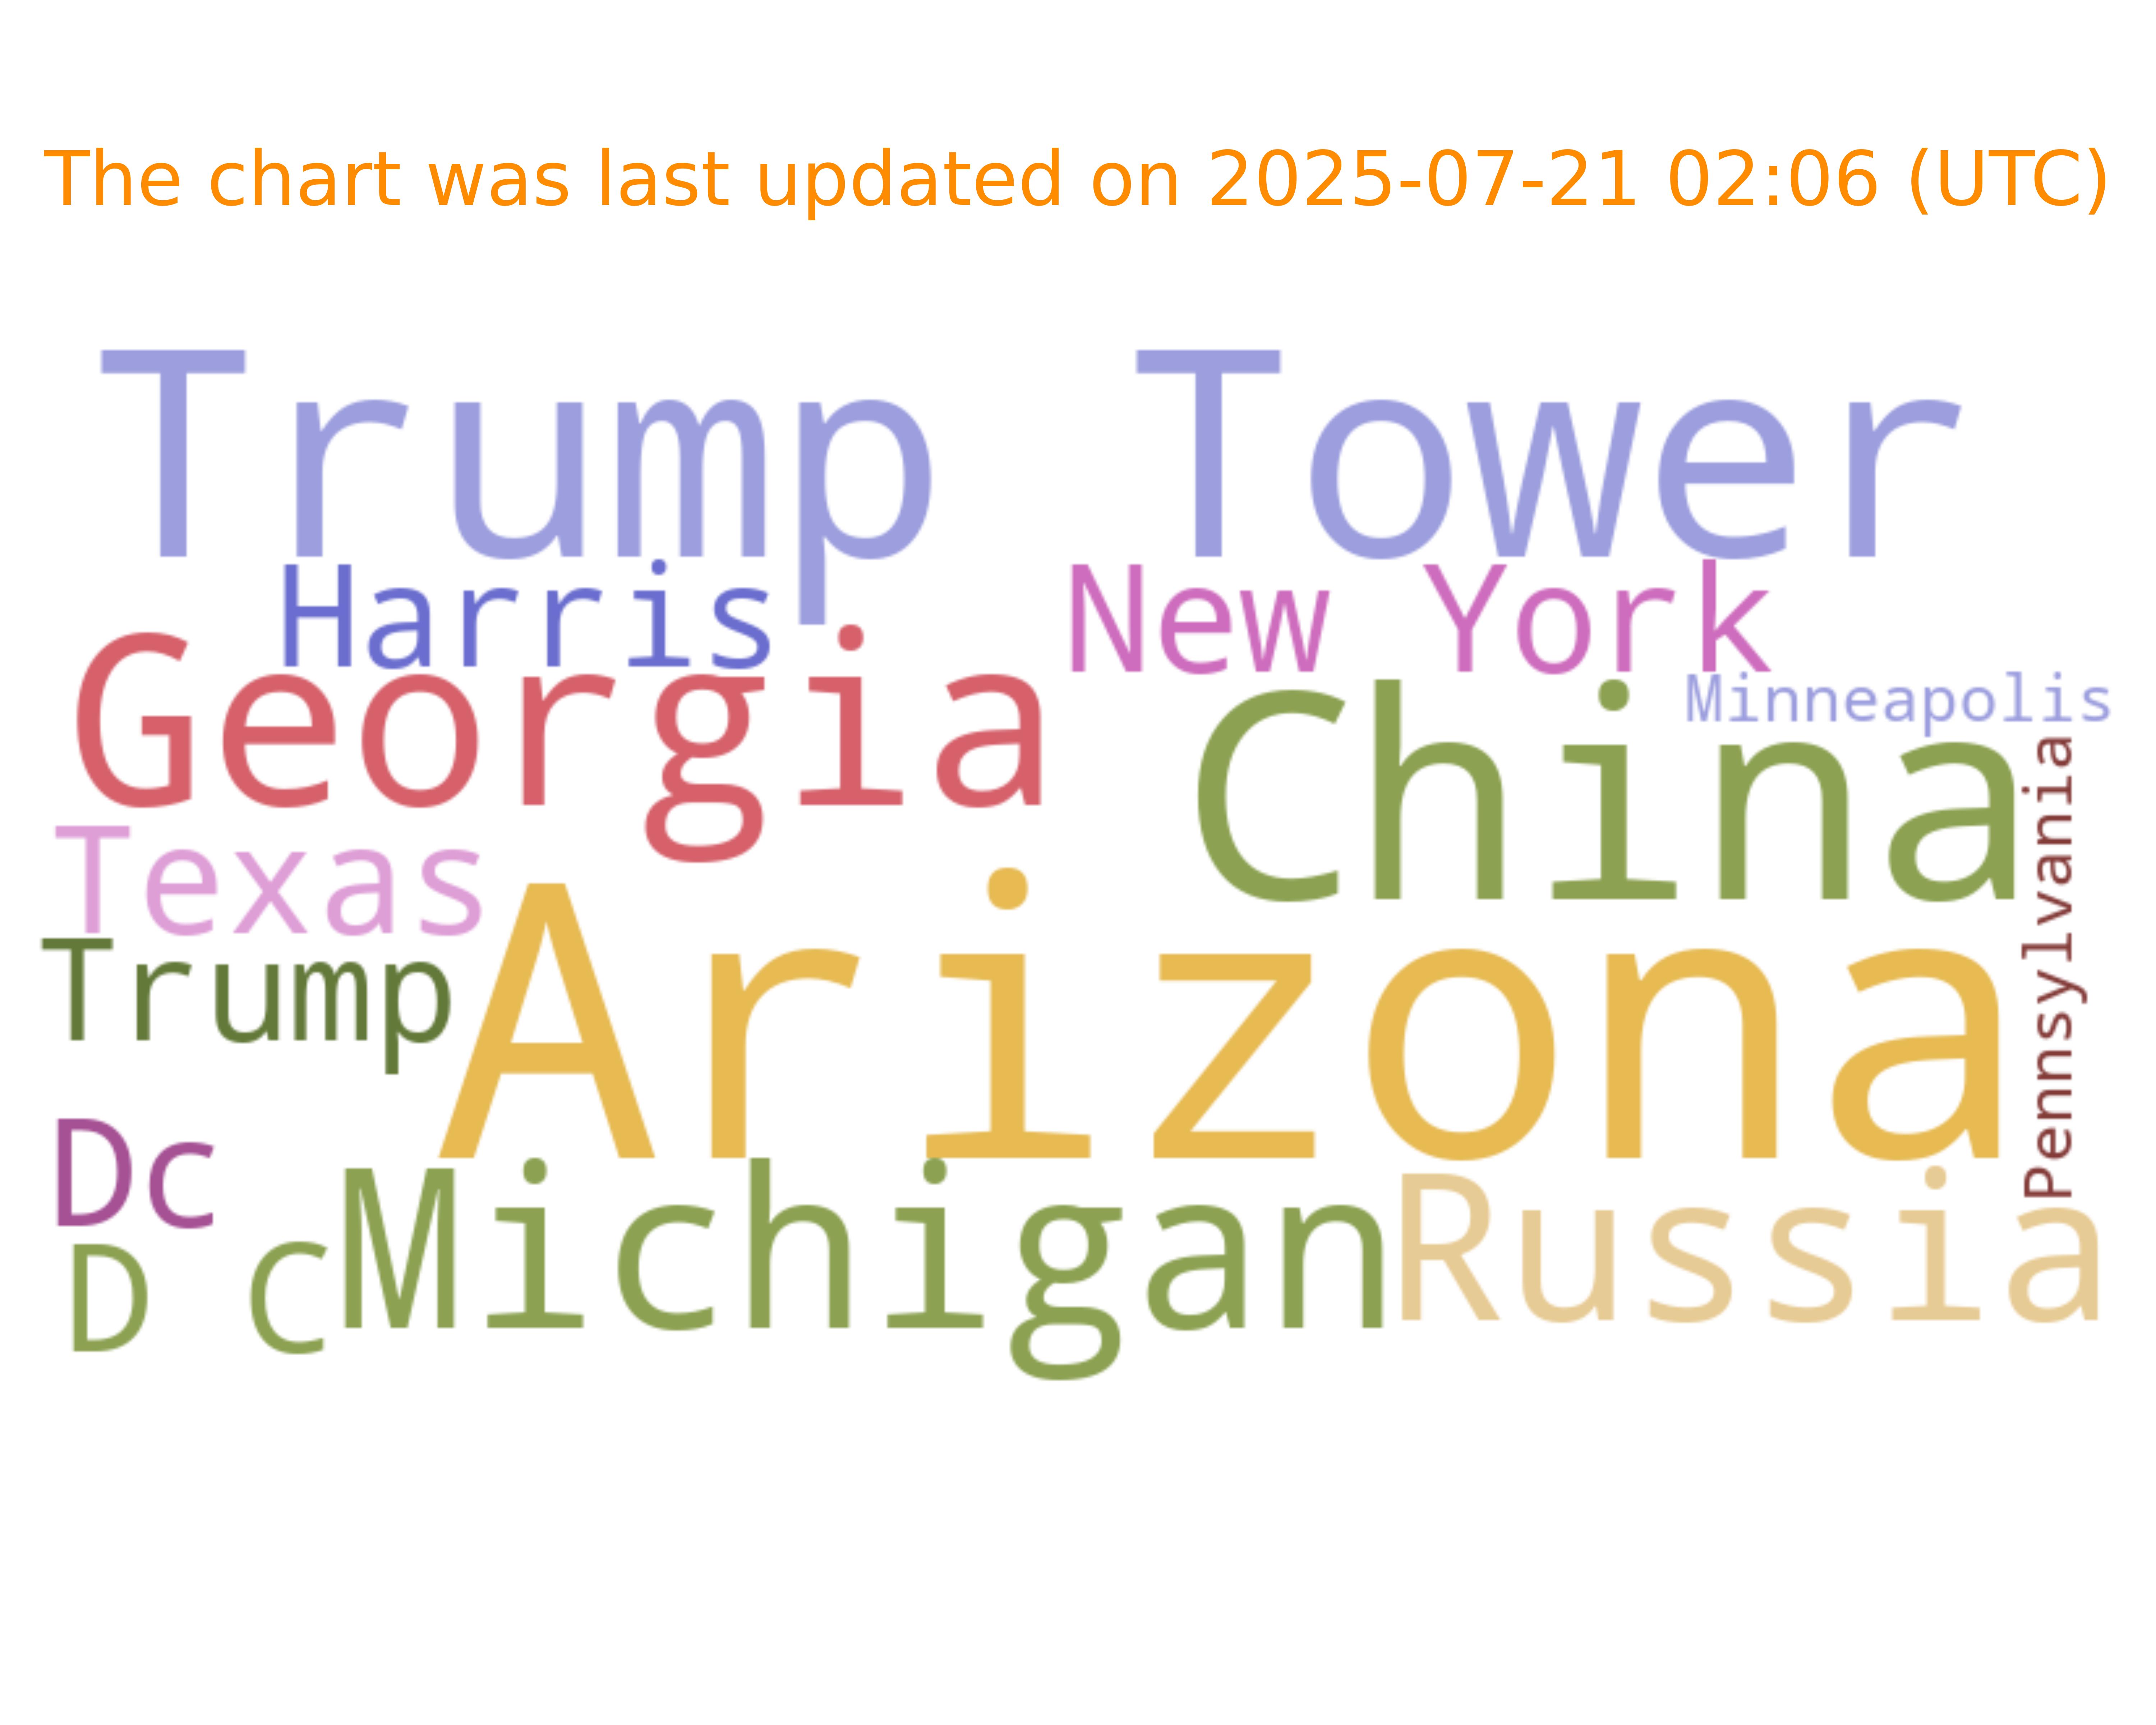 The chart was last updated on 2025-07-21 02:06 (UTC)
Trump Tower
Harris
New York
Georgia
Minneapolis
China
Pennsylvania
Texas
Arizona
Trump
Dc
Michigan
Russia
D C